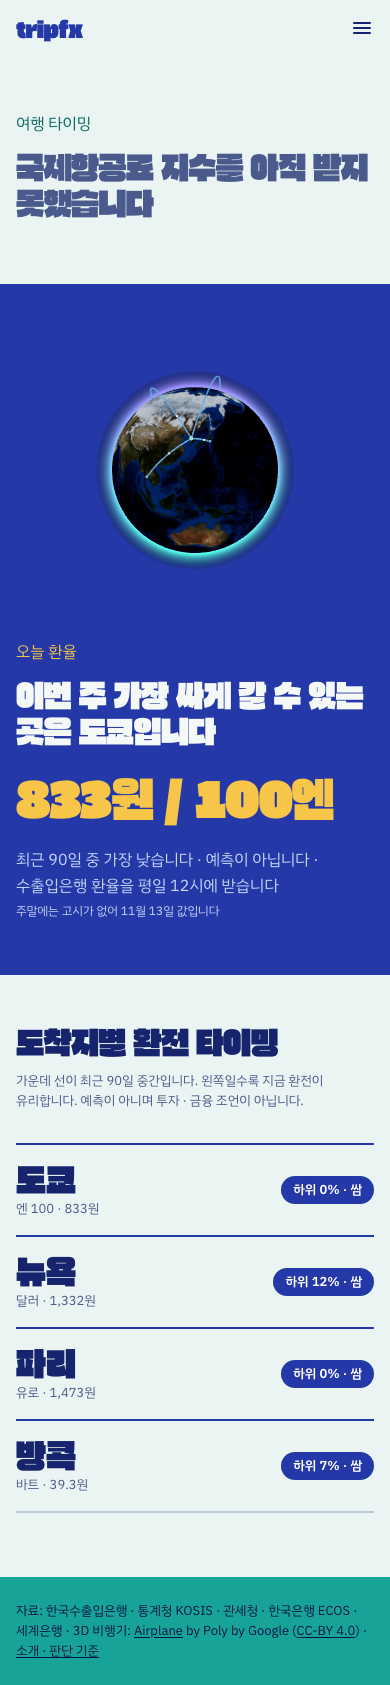 tripfx
여행 타이밍
국제항공료 지수를 아직 받지
못했습니다
오늘 환율
이번 주 가장 싸게 갈 수 있는
곳은 도쿄입니다
833원 / 100엔
최근 90일 중 가장 낮습니다 · 예측이 아닙니다 ·
수출입은행 환율을 평일 12시에 받습니다
주말에는 고시가 없어 11월 13일 값입니다
도착지별 환전 타이밍
가운데 선이 최근 90일 중간입니다. 왼쪽일수록 지금 환전이
유리합니다. 예측이 아니며 투자 · 금융 조언이 아닙니다.
도쿄
엔 100 · 833원
하위 0% · 쌈
뉴욕
달러 · 1,332원
하위 12% · 쌈
파리
유로 · 1,473원
하위 0% · 쌈
방콕
바트 · 39.3원
하위 7% · 쌈
자료: 한국수출입은행 · 통계청 KOSIS · 관세청 · 한국은행 ECOS ·
세계은행 · 3D 비행기: Airplane by Poly by Google (CC-BY 4.0) ·
소개 · 판단 기준